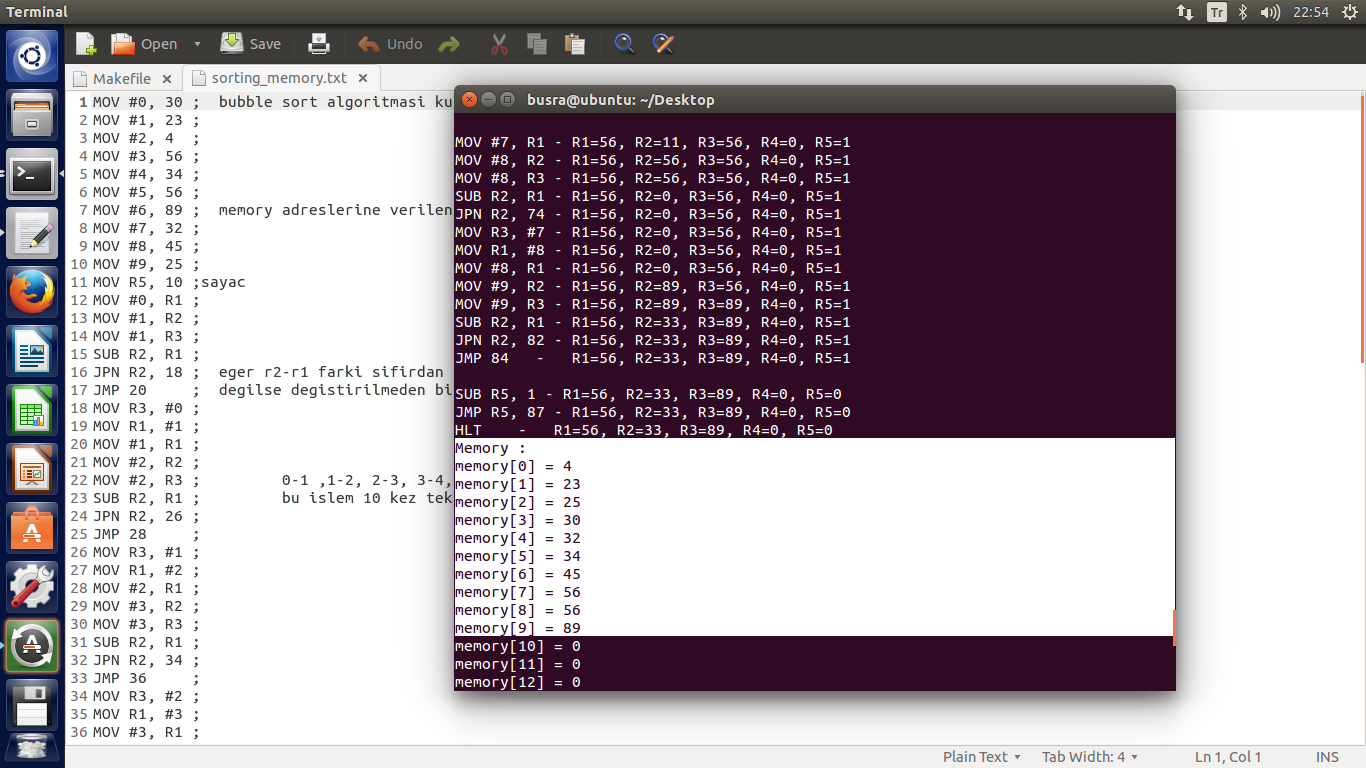 Terminal
Tr
22:54
Open
Save
Undo
Makefile
sorting_memory.txt
1 MOV #0, 30 ;  bubble sort algoritmasi ku
2 MOV #1, 23 ;
3 MOV #2, 4  ;
4 MOV #3, 56 ;
5 MOV #4, 34 ;
6 MOV #5, 56 ;
7 MOV #6, 89 ;  memory adreslerine verilen
8 MOV #7, 32 ;
9 MOV #8, 45 ;
10 MOV #9, 25 ;
11 MOV R5, 10 ;sayac
12 MOV #0, R1 ;
13 MOV #1, R2 ;
14 MOV #1, R3 ;
15 SUB R2, R1 ;
16 JPN R2, 18 ;  eger r2-r1 farki sifirdan
17 JMP 20     ;  degilse degistirilmeden bi
18 MOV R3, #0 ;
19 MOV R1, #1 ;
20 MOV #1, R1 ;
21 MOV #2, R2 ;
22 MOV #2, R3 ;         0-1 ,1-2, 2-3, 3-4,
23 SUB R2, R1 ;         bu islem 10 kez tek
24 JPN R2, 26 ;
25 JMP 28     ;
26 MOV R3, #1 ;
27 MOV R1, #2 ;
28 MOV #2, R1 ;
29 MOV #3, R2 ;
30 MOV #3, R3 ;
31 SUB R2, R1 ;
32 JPN R2, 34 ;
33 JMP 36     ;
34 MOV R3, #2 ;
35 MOV R1, #3 ;
36 MOV #3, R1 ;
busra@ubuntu: ~/Desktop
MOV #7, R1 - R1=56, R2=11, R3=56, R4=0, R5=1
MOV #8, R2 - R1=56, R2=56, R3=56, R4=0, R5=1
MOV #8, R3 - R1=56, R2=56, R3=56, R4=0, R5=1
SUB R2, R1 - R1=56, R2=0, R3=56, R4=0, R5=1
JPN R2, 74 - R1=56, R2=0, R3=56, R4=0, R5=1
MOV R3, #7 - R1=56, R2=0, R3=56, R4=0, R5=1
MOV R1, #8 - R1=56, R2=0, R3=56, R4=0, R5=1
MOV #8, R1 - R1=56, R2=0, R3=56, R4=0, R5=1
MOV #9, R2 - R1=56, R2=89, R3=56, R4=0, R5=1
MOV #9, R3 - R1=56, R2=89, R3=89, R4=0, R5=1
SUB R2, R1 - R1=56, R2=33, R3=89, R4=0, R5=1
JPN R2, 82 - R1=56, R2=33, R3=89, R4=0, R5=1
JMP 84   -   R1=56, R2=33, R3=89, R4=0, R5=1
SUB R5, 1 - R1=56, R2=33, R3=89, R4=0, R5=0
JMP R5, 87 - R1=56, R2=33, R3=89, R4=0, R5=0
HLT    -   R1=56, R2=33, R3=89, R4=0, R5=0
Memory :
memory[0] = 4
memory[1] = 23
memory[2] = 25
memory[3] = 30
memory[4] = 32
memory[5] = 34
memory[6] = 45
memory[7] = 56
memory[8] = 56
memory[9] = 89
memory[10] = 0
memory[11] = 0
memory[12] = 0
Plain Text
Tab Width: 4
Ln 1, Col 1
INS